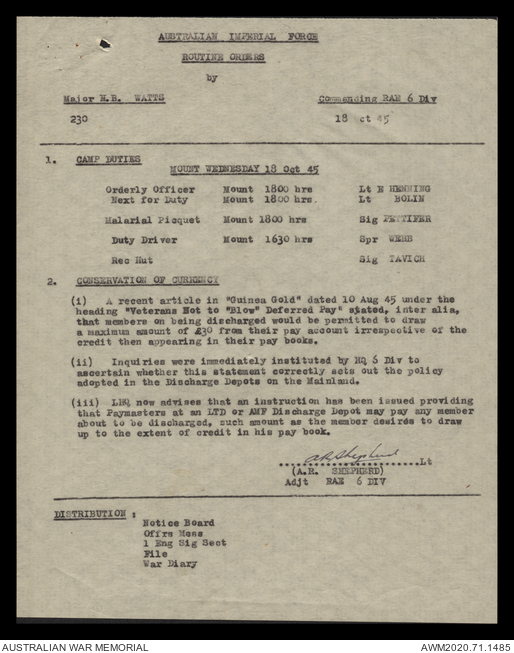 AUSTRALIAN IMPERIAL FORCE
ROUTINE ORDERS
by
Major H.B. WATTS Commanding RAE 6 Div
230 18 ct 45
1. CAMP DUTIES
MOUNT WEDNESDAY 18 Oct 45
Orderly Officer Mount 1800 hrs Lt E HEMMING
Next for Duty Mount 1800 hrs. Lt BOLIN
Malarial Picquet Mount 1800 hrs Sig PETTIFER
Duty Driver Mount 1630 hrs Spr WEBB
Rec Hut Sig TAVICH
2. CONSERVATION OF CURRENCY
(i) A recent article in "Guinea Gold" dated 10 Aug 45 under the
heading "Veterans Not to "Blow" Deferred Pay" stated, inter alia,
that members on being discharged would be permitted to draw
a maximum amount of £30 from their pay account irrespective of the
credit then appearing in their pay books.
(ii) Inquiries were immediately instituted by HQ 6 Div to
ascertain whether this statement correctly sets out the policy
adopted in the Discharge Depots on the Mainland.
(iii) LHQ now advises that an instruction has been issued providing
that Paymasters at an LTD or AMF Discharge Depot may pay any member
about to be discharged, such amount as the member desires to draw
up to the extent of credit in his pay book.
A R Shepherd Lt
(A.R. SHEPHERD)
Adjt RAE 6 DIV
DISTRIBUTION :
Notice Board
Offrs Mess
1 Eng Sig Sect
File
War Diary
AUSTRALIAN WAR MEMORIAL AWM2020.71.1485